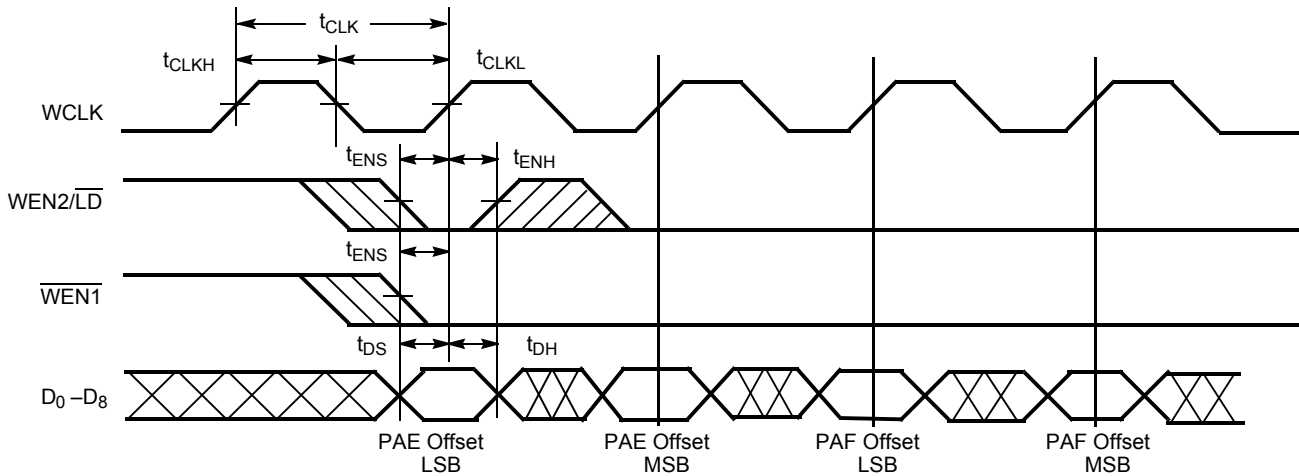 tCLK
tCLKH
tCLKL
WCLK
tENS
tENH
WEN2/LD
tENS
WEN1
tDS
tDH
D0 –D8
PAE Offset
LSB
PAE Offset
MSB
PAF Offset
LSB
PAF Offset
MSB